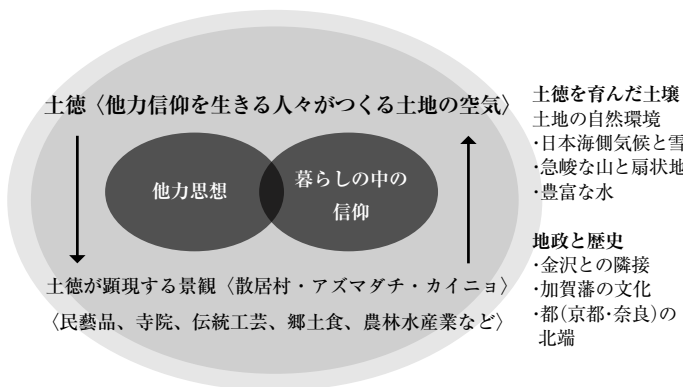 土徳〈他力信仰を生きる人々がつくる土地の空気〉
他力思想
暮らしの中の
信仰
土徳が顕現する景観〈散居村・アズマダチ・カイニョ〉
〈民藝品、寺院、伝統工芸、郷土食、農林水産業など〉
土徳を育んだ土壌
土地の自然環境
・日本海側気候と雪
・急峻な山と扇状地
・豊富な水
地政と歴史
・金沢との隣接
・加賀藩の文化
・都(京都・奈良)の
北端